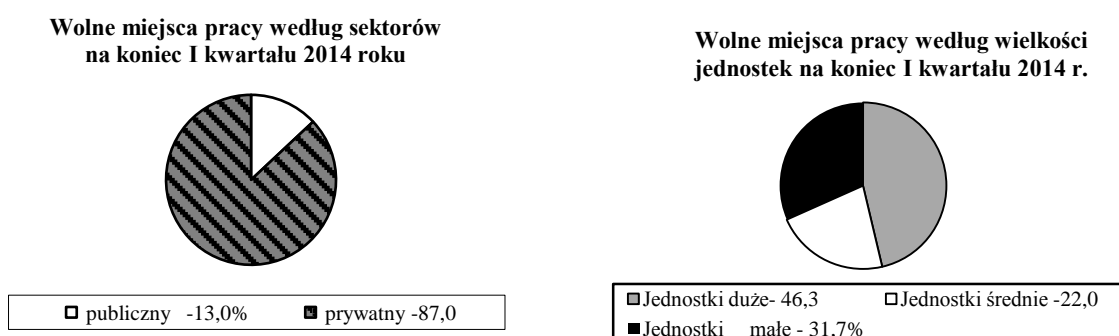 Wolne miejsca pracy według sektorów
na koniec I kwartału 2014 roku
publiczny -13,0%
prywatny -87,0
Wolne miejsca pracy według wielkości
jednostek na koniec I kwartału 2014 r.
Jednostki duże- 46,3
Jednostki średnie -22,0
Jednostki małe - 31,7%